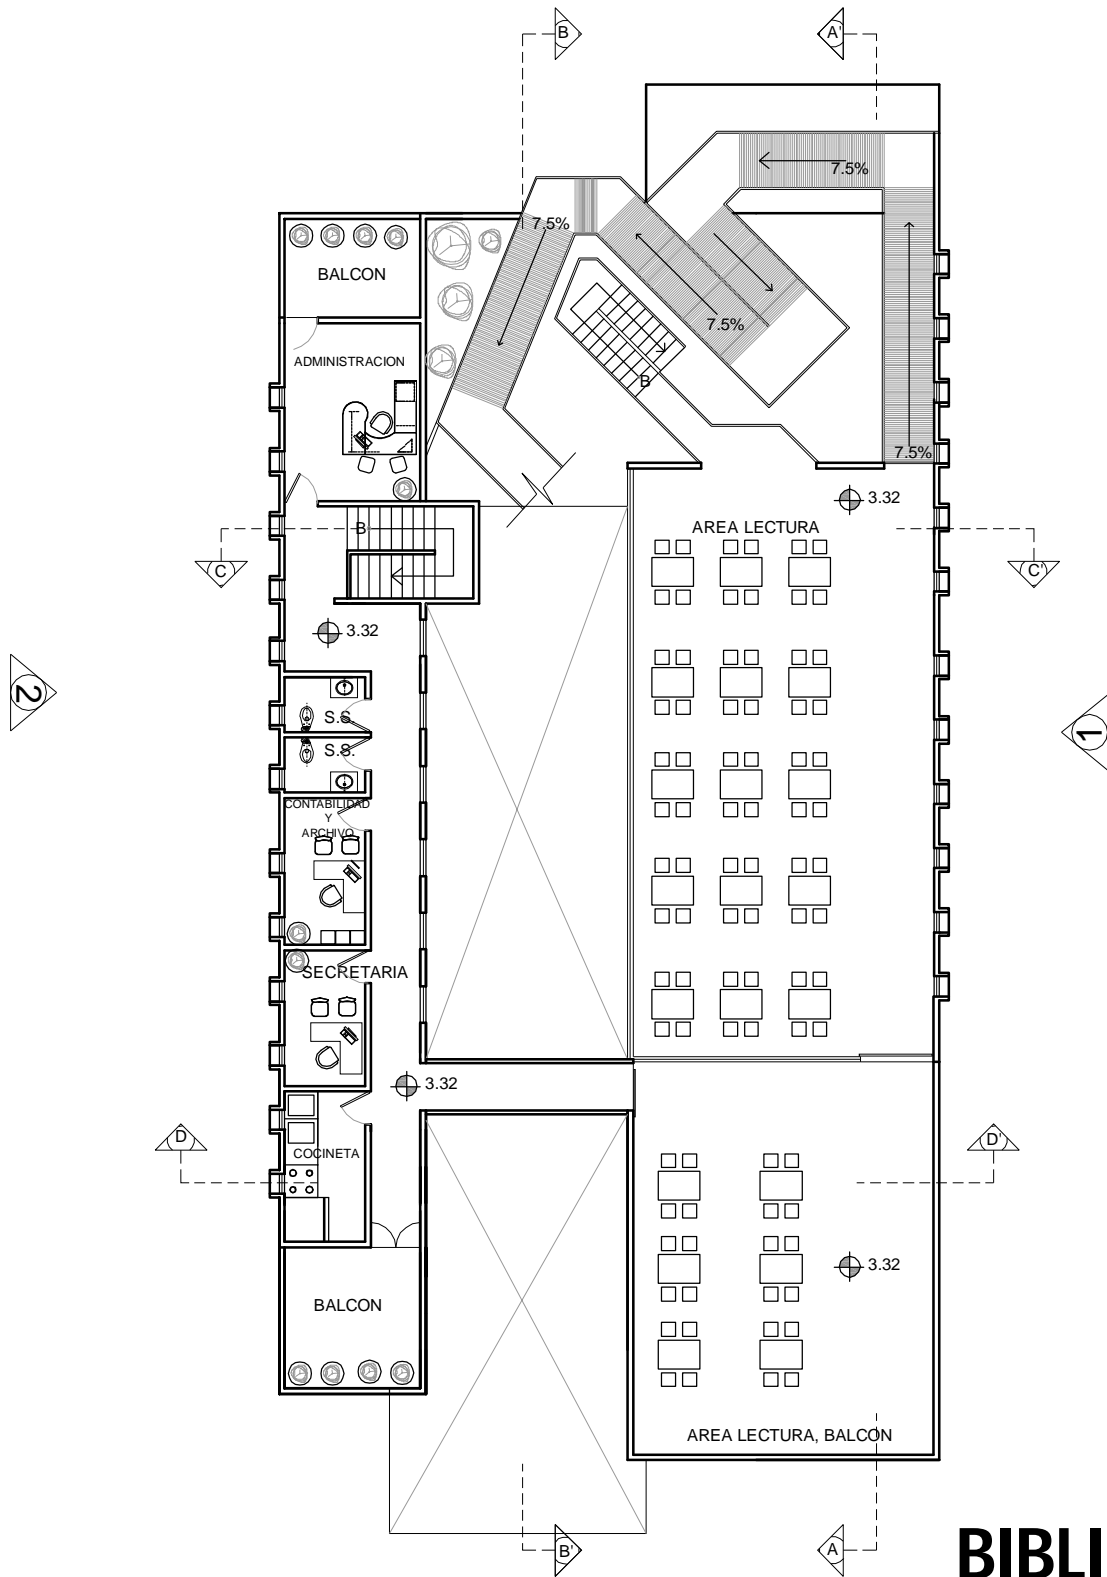 B
A'
7.5%
7.5%
BALCON
7.5%
ADMINISTRACION
B
7.5%
3.32
B
AREA LECTURA
C
C'
3.32
2
S.S.
1
S.S.
CONTABILIDAD
Y
ARCHIVO
SECRETARIA
3.32
D
D'
COCINETA
3.32
BALCON
AREA LECTURA, BALCON
B'
A
BIBLI